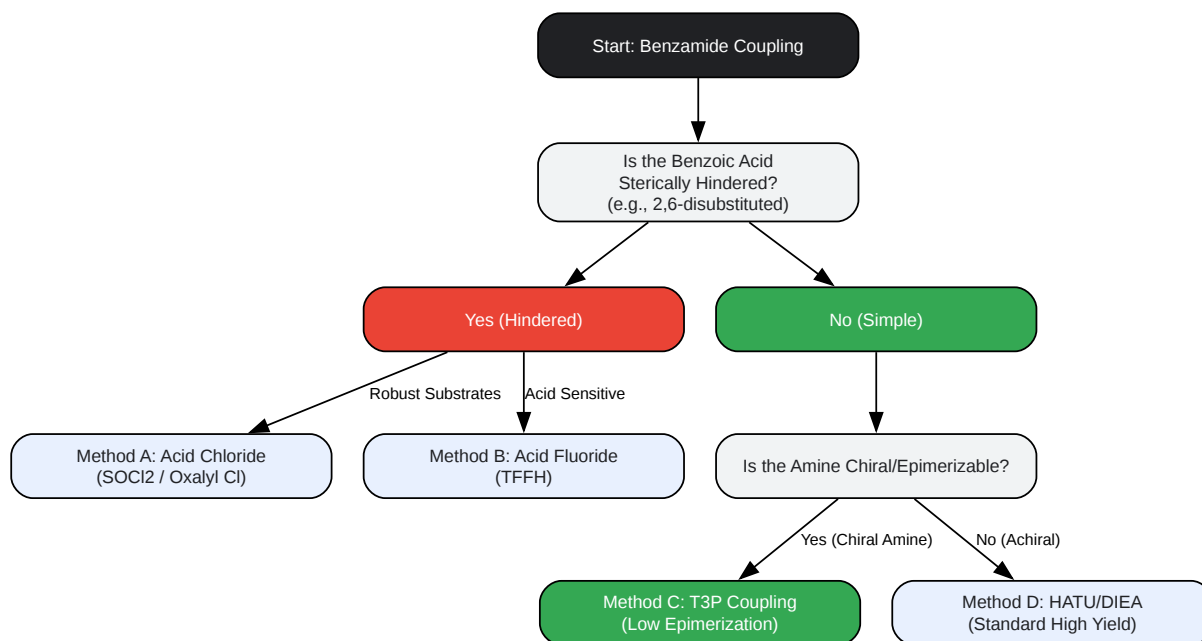 Start: Benzamide Coupling
Is the Benzoic Acid
Sterically Hindered?
(e.g., 2,6-disubstituted)
Yes (Hindered)
No (Simple)
Robust Substrates
Acid Sensitive
Method A: Acid Chloride
(SOCl2 / Oxalyl Cl)
Method B: Acid Fluoride
(TFFH)
Is the Amine Chiral/Epimerizable?
Yes (Chiral Amine)
No (Achiral)
Method C: T3P Coupling
(Low Epimerization)
Method D: HATU/DIEA
(Standard High Yield)